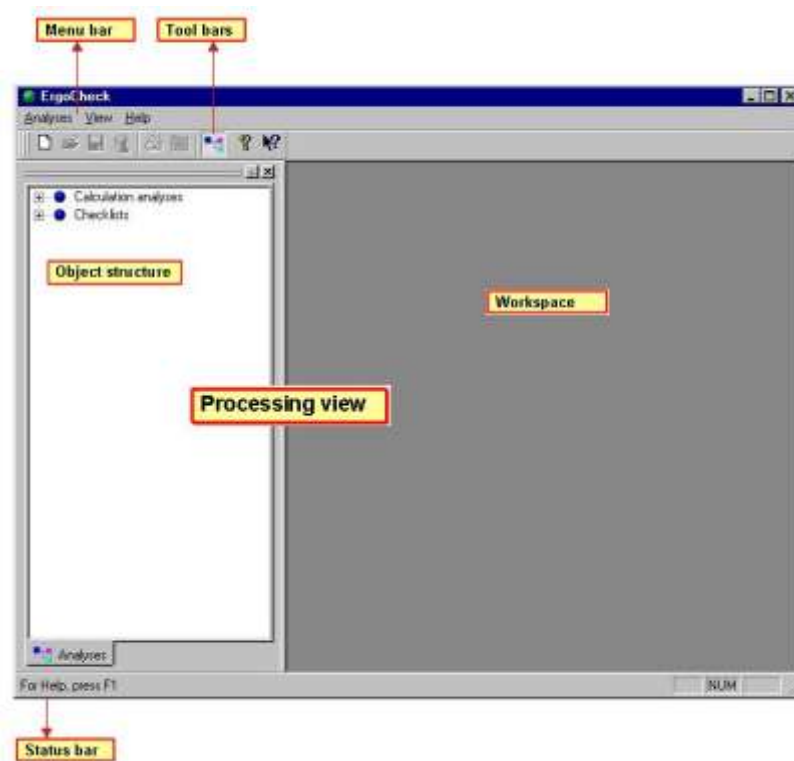 Menu bar
Tool bars
ErgoCheck
Analyses View Help
Calculation analyses
Checklists
Object structure
Workspace
Processing view
Analyses
For Help, press F1
NUM
Status bar